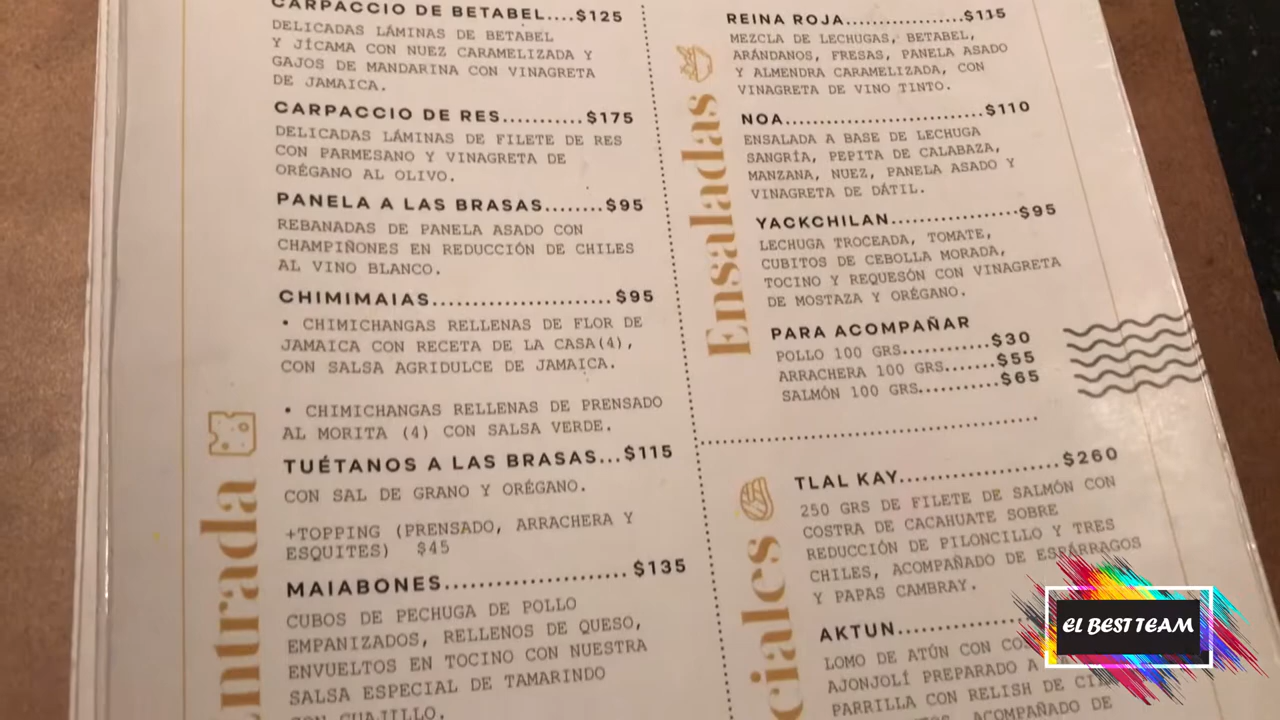 CARPACCIO DE BETABEL....$125
DELICADAS LÁMINAS DE BETABEL
Y JÍCAMA CON NUEZ CARAMELIZADA Y
GAJOS DE MANDARINA CON VINAGRETA
DE JAMAICA.
CARPACCIO DE RES..........$175
DELICADAS LÁMINAS DE FILETE DE RES
CON PARMESANO Y VINAGRETA DE
ORÉGANO AL OLIVO.
PANELA A LAS BRASAS........$95
REBANADAS DE PANELA ASADO CON
CHAMPIÑONES EN REDUCCIÓN DE CHILES
AL VINO BLANCO.
CHIMIMAIAS......................$95
• CHIMICHANGAS RELLENAS DE FLOR DE
JAMAICA CON RECETA DE LA CASA(4),
CON SALSA AGRIDULCE DE JAMAICA.
• CHIMICHANGAS RELLENAS DE PRENSADO
AL MORITA (4) CON SALSA VERDE.
TUÉTANOS A LAS BRASAS...$115
CON SAL DE GRANO Y ORÉGANO.
+TOPPING (PRENSADO, ARRACHERA Y
ESQUITES) $45
MAIABONES......................$135
CUBOS DE PECHUGA DE POLLO
EMPANIZADOS, RELLENOS DE QUESO,
ENVUELTOS EN TOCINO CON NUESTRA
SALSA ESPECIAL DE TAMARINDO
CON GUAJILLO.
ntrada
Ensaladas
REINA ROJA..............$115
MEZCLA DE LECHUGAS, BETABEL,
ARÁNDANOS, FRESAS, PANELA ASADO
Y ALMENDRA CARAMELIZADA, CON
VINAGRETA DE VINO TINTO.
NOA........................$110
ENSALADA A BASE DE LECHUGA
SANGRÍA, PEPITA DE CALABAZA,
MANZANA, NUEZ, PANELA ASADO Y
VINAGRETA DE DÁTIL.
YACKCHILAN...............$95
LECHUGA TROCEADA, TOMATE,
CUBITOS DE CEBOLLA MORADA,
TOCINO Y REQUESÓN CON VINAGRETA
DE MOSTAZA Y ORÉGANO.
PARA ACOMPAÑAR
POLLO 100 GRS...........$30
ARRACHERA 100 GRS.......$55
SALMÓN 100 GRS..........$65
ciales
TLAL KAY...................$260
250 GRS DE FILETE DE SALMÓN CON
COSTRA DE CACAHUATE SOBRE
REDUCCIÓN DE PILONCILLO Y TRES
CHILES, ACOMPAÑADO DE ESPÁRRAGOS
Y PAPAS CAMBRAY.
AKTUN..............
LOMO DE ATÚN CON
AJONJOLÍ PREPARADO A
PARRILLA CON RELISH DE
ACOMPAÑADO DE
EL BEST TEAM